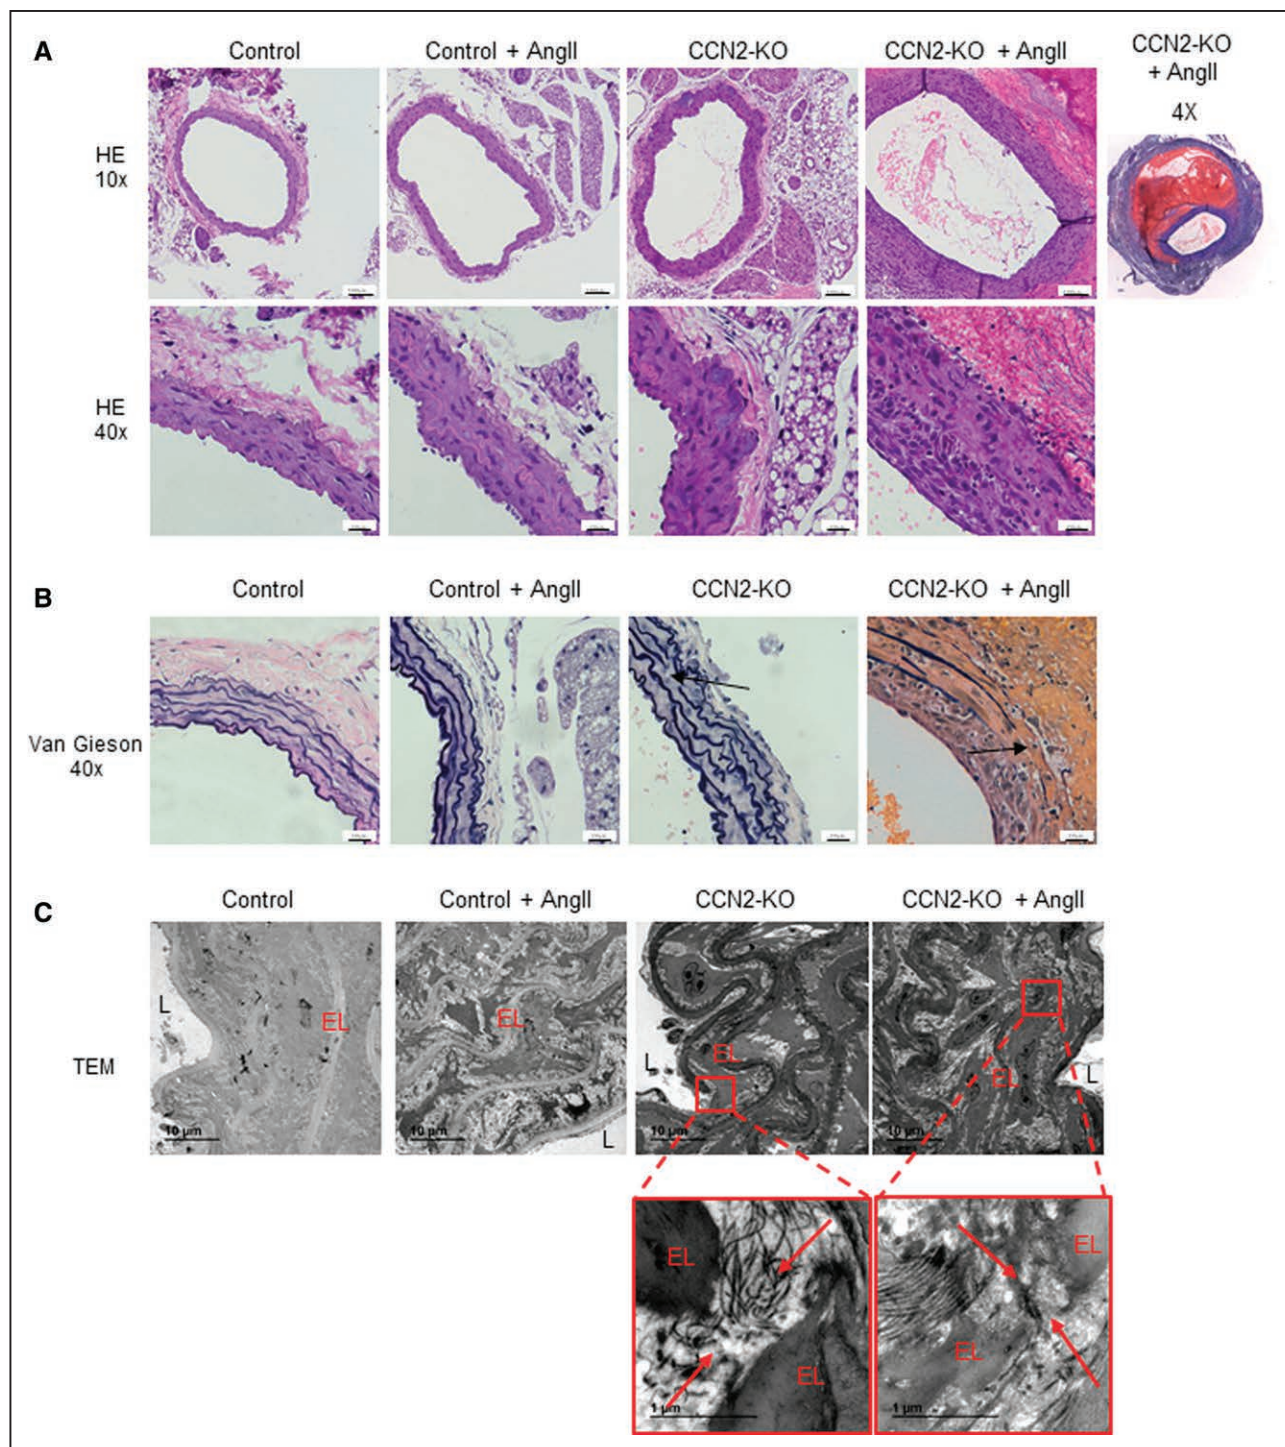 A
Control
Control + AngII
CCN2-KO
CCN2-KO + AngII
CCN2-KO
+ AngII
4X
HE
10x
HE
40x
B
Control
Control + AngII
CCN2-KO
CCN2-KO + AngII
Van Gieson
40x
C
Control
Control + AngII
CCN2-KO
CCN2-KO + AngII
TEM
L
EL
10 µm
EL
10 µm
L
L
EL
10 µm
EL
L
10 µm
EL
EL
1 µm
EL
EL
1 µm